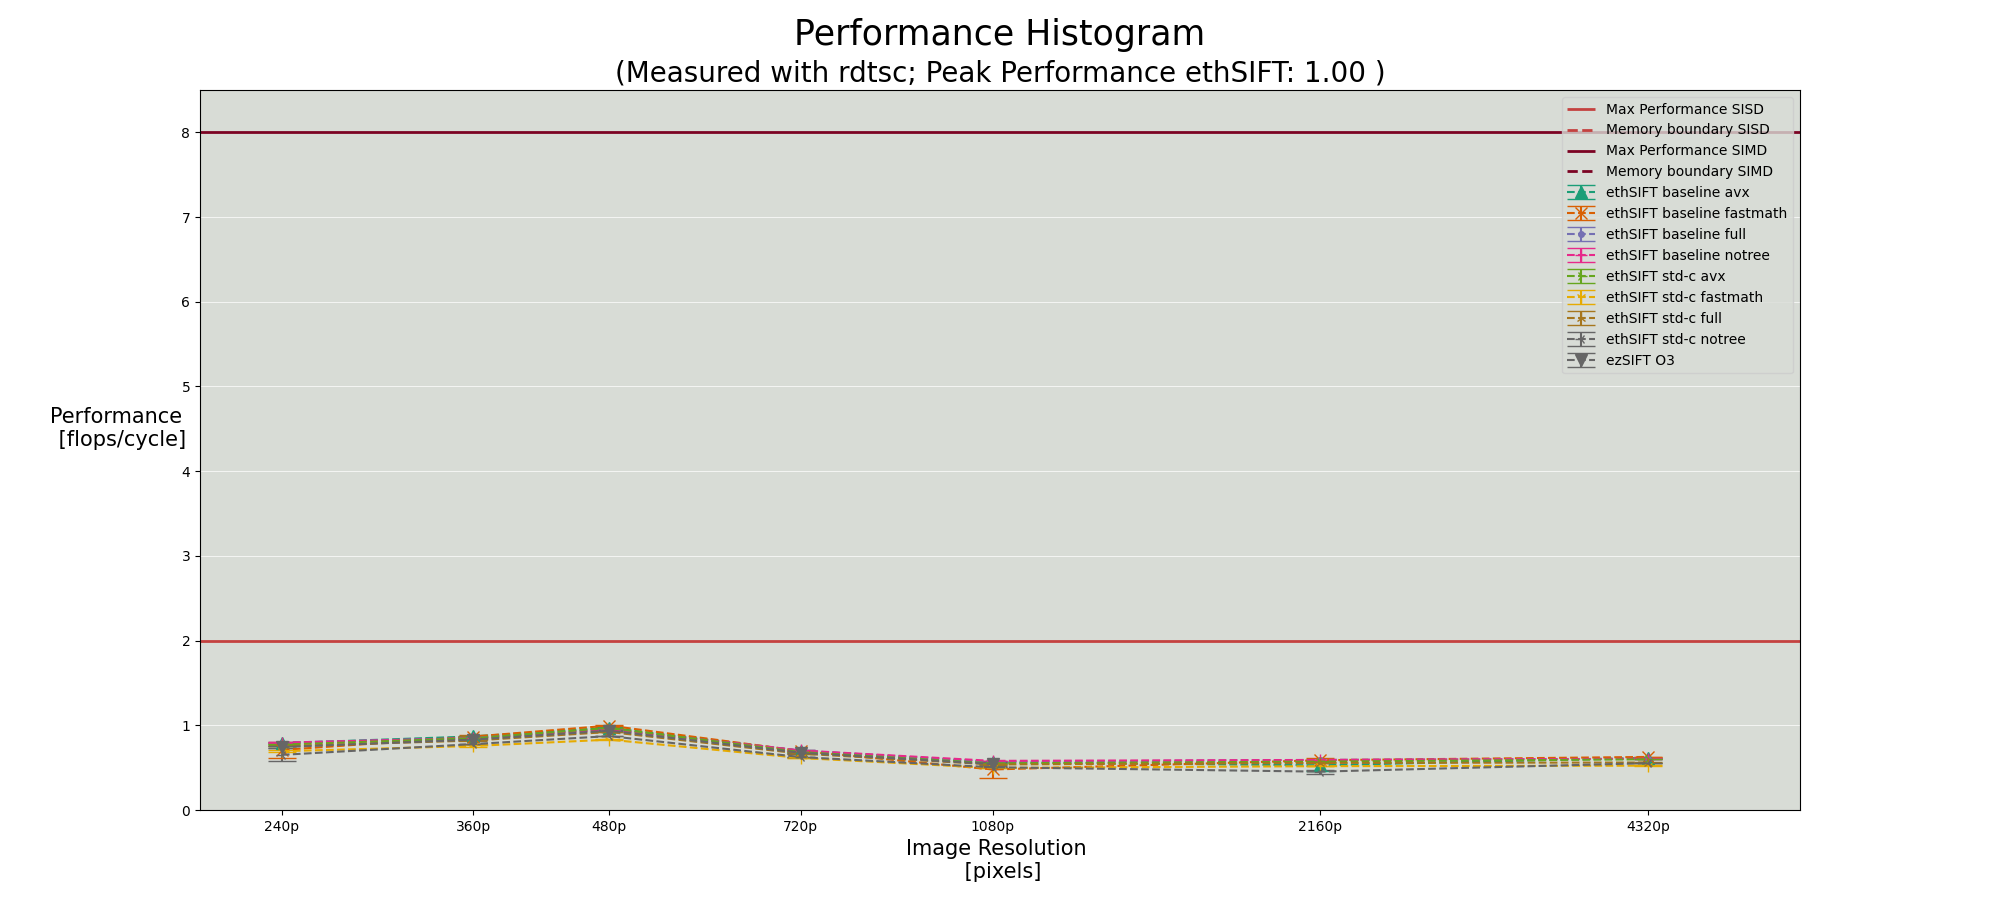 Performance Histogram
(Measured with rdtsc; Peak Performance ethSIFT: 1.00 )
Max Performance SISD
Memory boundary SISD
Max Performance SIMD
Memory boundary SIMD
ethSIFT baseline avx
ethSIFT baseline fastmath
ethSIFT baseline full
ethSIFT baseline notree
ethSIFT std-c avx
ethSIFT std-c fastmath
ethSIFT std-c full
ethSIFT std-c notree
ezSIFT O3
8
7
6
5
4
3
2
1
0
Performance
[flops/cycle]
240p
360p
480p
720p
1080p
2160p
4320p
Image Resolution
[pixels]